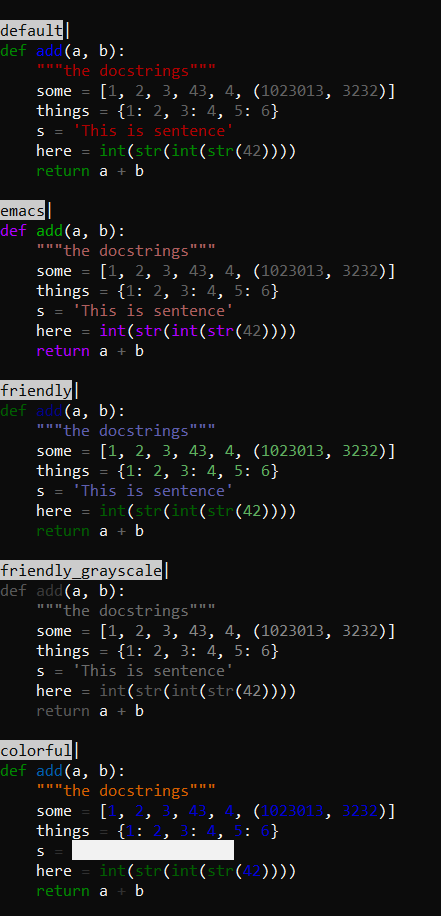 default|
def add(a, b):
    """the docstrings"""
    some = [1, 2, 3, 43, 4, (1023013, 3232)]
    things = {1: 2, 3: 4, 5: 6}
    s = 'This is sentence'
    here = int(str(int(str(42))))
    return a + b

emacs|
def add(a, b):
    """the docstrings"""
    some = [1, 2, 3, 43, 4, (1023013, 3232)]
    things = {1: 2, 3: 4, 5: 6}
    s = 'This is sentence'
    here = int(str(int(str(42))))
    return a + b

friendly|
def add(a, b):
    """the docstrings"""
    some = [1, 2, 3, 43, 4, (1023013, 3232)]
    things = {1: 2, 3: 4, 5: 6}
    s = 'This is sentence'
    here = int(str(int(str(42))))
    return a + b

friendly_grayscale|
def add(a, b):
    """the docstrings"""
    some = [1, 2, 3, 43, 4, (1023013, 3232)]
    things = {1: 2, 3: 4, 5: 6}
    s = 'This is sentence'
    here = int(str(int(str(42))))
    return a + b

colorful|
def add(a, b):
    """the docstrings"""
    some = [1, 2, 3, 43, 4, (1023013, 3232)]
    things = {1: 2, 3: 4, 5: 6}
    s =
    here = int(str(int(str(42))))
    return a + b